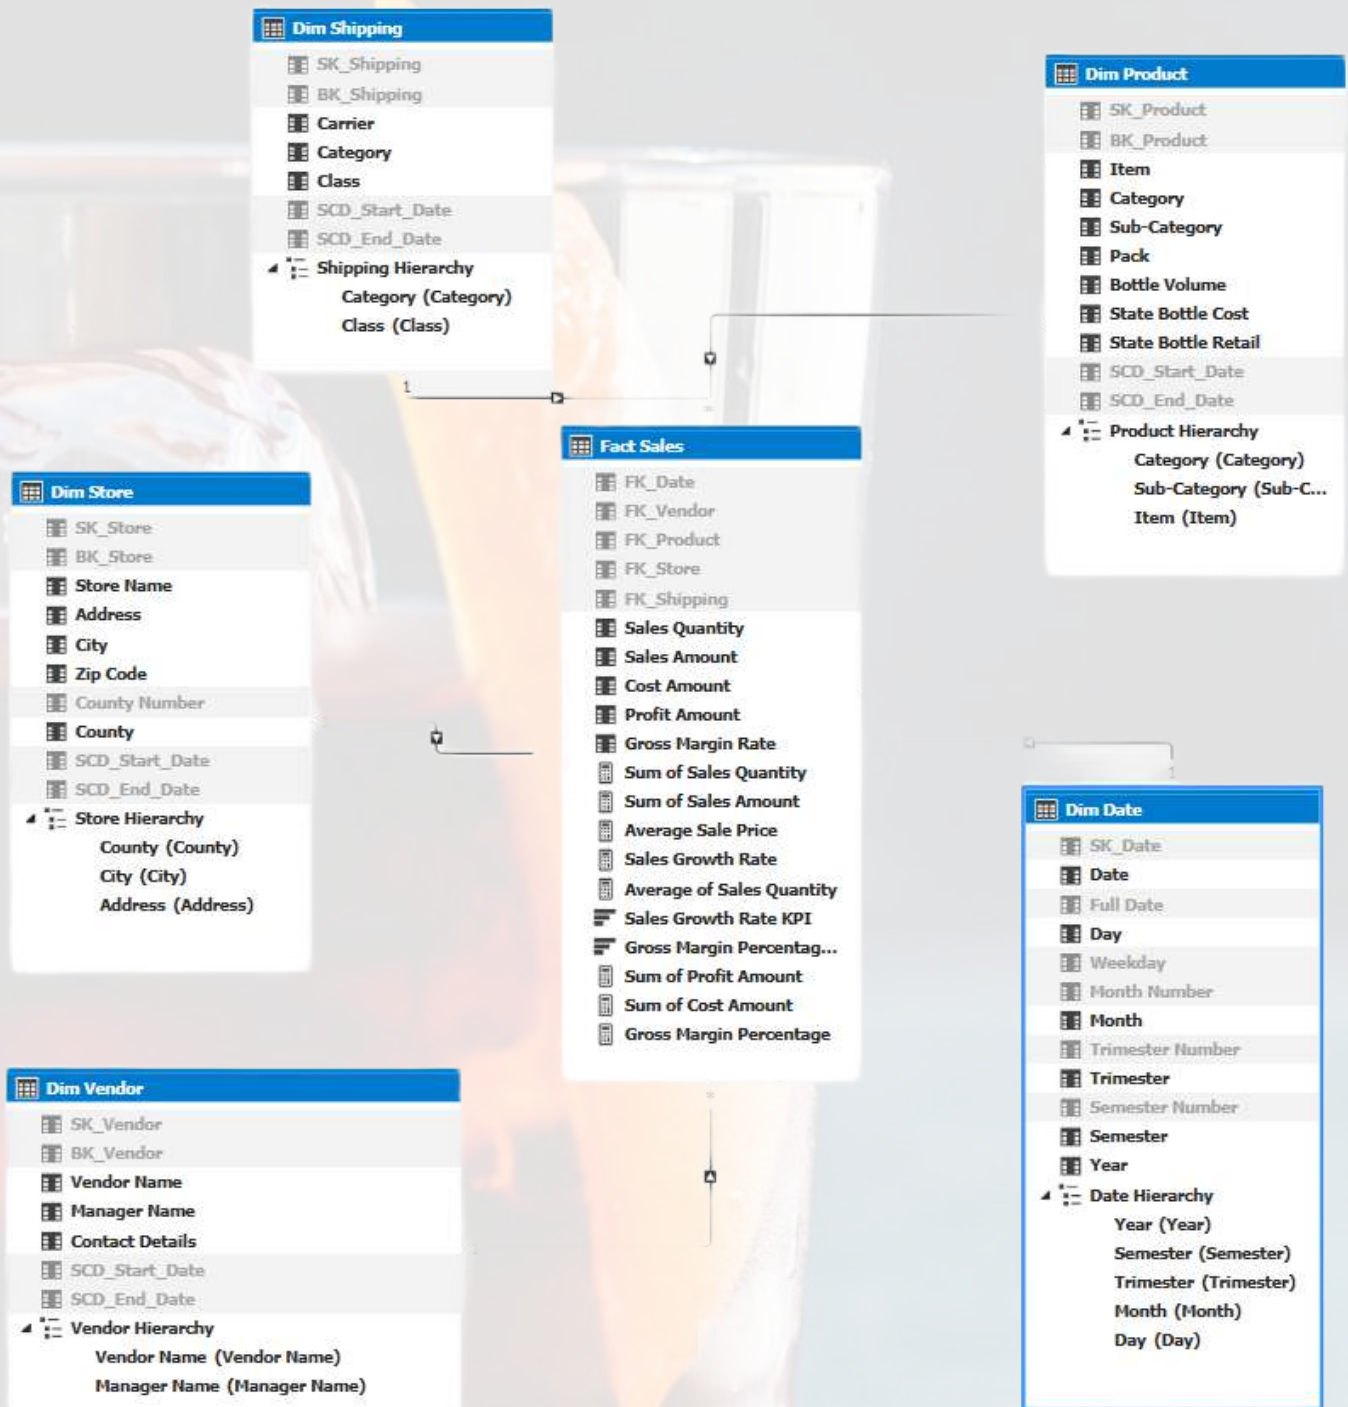 Dim Shipping
SK_Shipping
BK_Shipping
Carrier
Category
Class
SCD_Start_Date
SCD_End_Date
Shipping Hierarchy
Category (Category)
Class (Class)
1
Dim Product
SK_Product
BK_Product
Item
Category
Sub-Category
Pack
Bottle Volume
State Bottle Cost
State Bottle Retail
SCD_Start_Date
SCD_End_Date
Product Hierarchy
Category (Category)
Sub-Category (Sub-C...
Item (Item)
*
Fact Sales
FK_Date
FK_Vendor
FK_Product
FK_Store
FK_Shipping
Sales Quantity
Sales Amount
Cost Amount
Profit Amount
Gross Margin Rate
Sum of Sales Quantity
Sum of Sales Amount
Average Sale Price
Sales Growth Rate
Average of Sales Quantity
Sales Growth Rate KPI
Gross Margin Percentag...
Sum of Profit Amount
Sum of Cost Amount
Gross Margin Percentage
*
Dim Store
SK_Store
BK_Store
Store Name
Address
City
Zip Code
County Number
County
SCD_Start_Date
SCD_End_Date
Store Hierarchy
County (County)
City (City)
Address (Address)
1
Dim Date
SK_Date
Date
Full Date
Day
Weekday
Month Number
Month
Trimester Number
Trimester
Semester Number
Semester
Year
Date Hierarchy
Year (Year)
Semester (Semester)
Trimester (Trimester)
Month (Month)
Day (Day)
Dim Vendor
SK_Vendor
BK_Vendor
Vendor Name
Manager Name
Contact Details
SCD_Start_Date
SCD_End_Date
Vendor Hierarchy
Vendor Name (Vendor Name)
Manager Name (Manager Name)